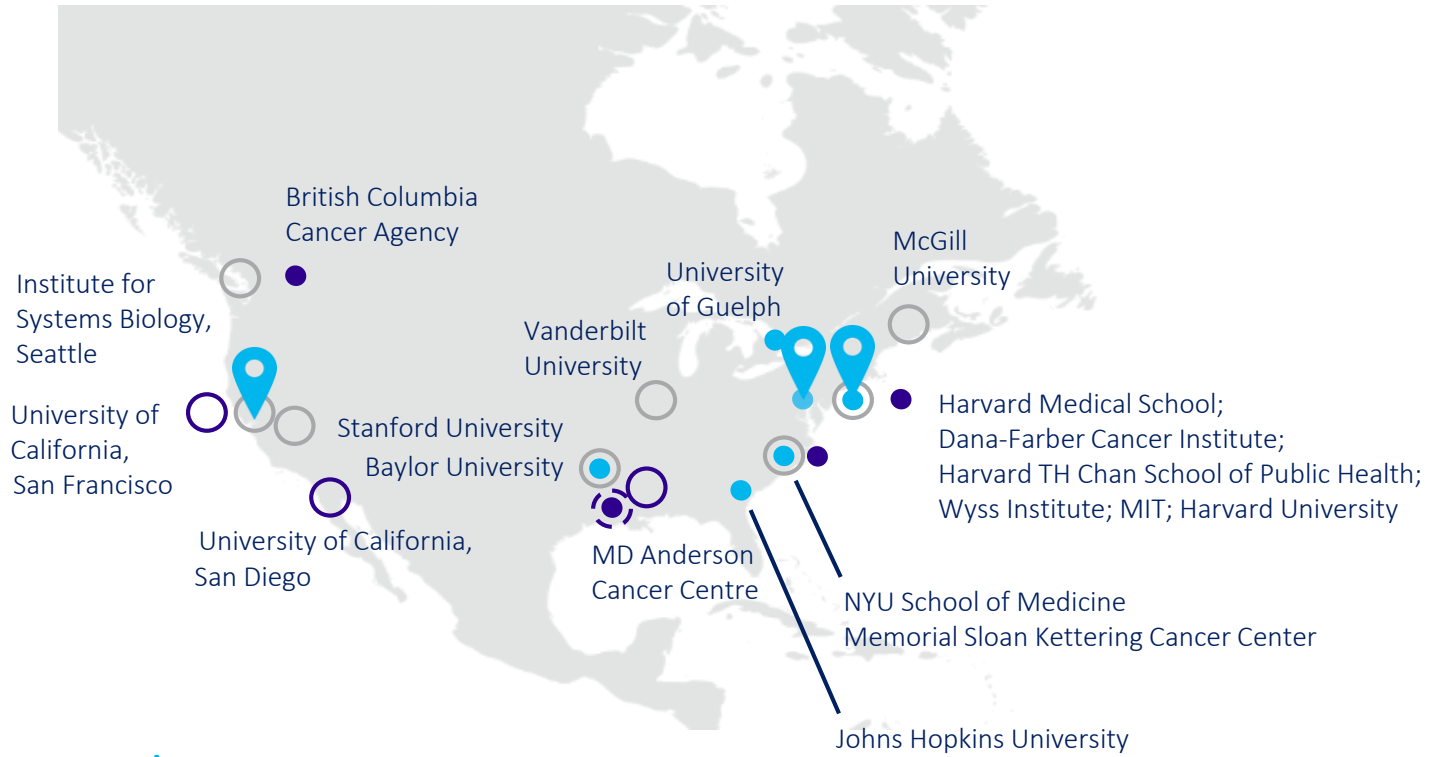 British Columbia
Cancer Agency
McGill
University
University
of Guelph
Institute for
Systems Biology,
Seattle
Vanderbilt
University
University of
California,
San Francisco
Stanford University
Baylor University
Harvard Medical School;
Dana-Farber Cancer Institute;
Harvard TH Chan School of Public Health;
Wyss Institute; MIT; Harvard University
University of California,
San Diego
MD Anderson
Cancer Centre
NYU School of Medicine
Memorial Sloan Kettering Cancer Center
Johns Hopkins University